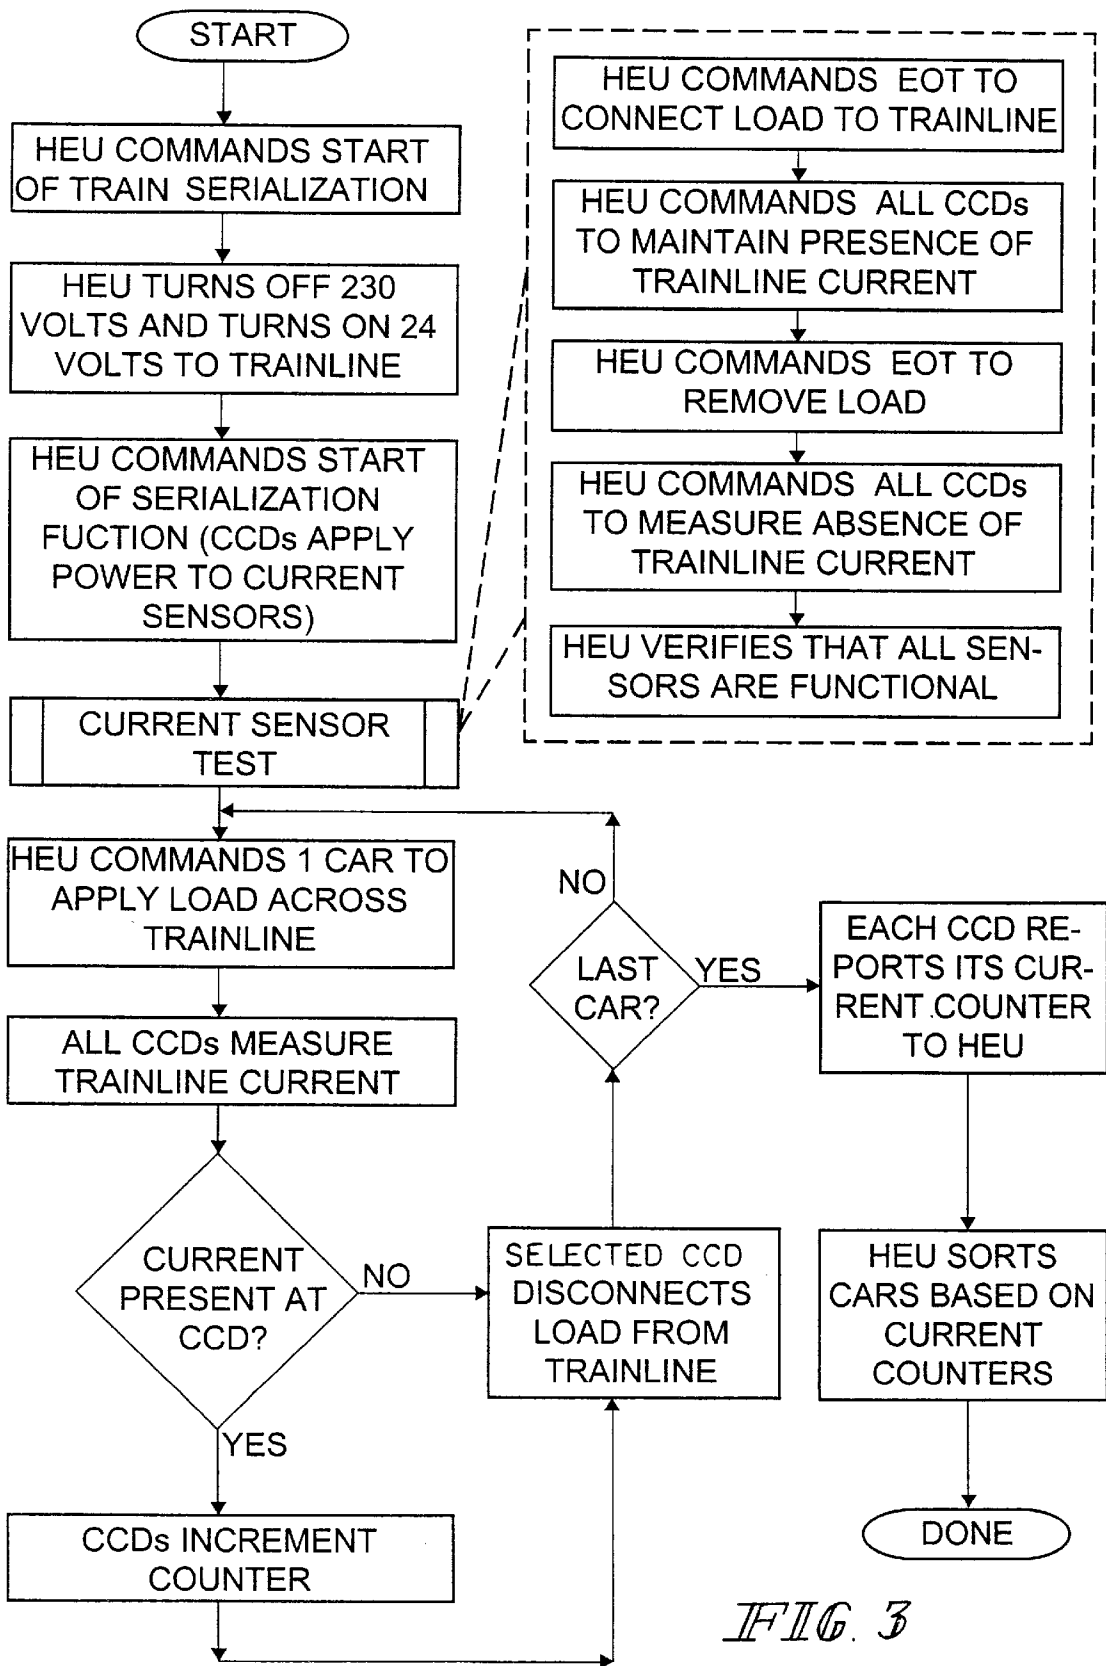 START
HEU COMMANDS START
OF TRAIN SERIALIZATION
HEU TURNS OFF 230
VOLTS AND TURNS ON 24
VOLTS TO TRAINLINE
HEU COMMANDS START
OF SERIALIZATION
FUCTION (CCDs APPLY
POWER TO CURRENT
SENSORS)
CURRENT SENSOR
TEST
HEU COMMANDS EOT TO
CONNECT LOAD TO TRAINLINE
HEU COMMANDS ALL CCDs
TO MAINTAIN PRESENCE OF
TRAINLINE CURRENT
HEU COMMANDS EOT TO
REMOVE LOAD
HEU COMMANDS ALL CCDs
TO MEASURE ABSENCE OF
TRAINLINE CURRENT
HEU VERIFIES THAT ALL SEN-
SORS ARE FUNCTIONAL
HEU COMMANDS 1 CAR TO
APPLY LOAD ACROSS
TRAINLINE
ALL CCDs MEASURE
TRAINLINE CURRENT
CURRENT
PRESENT AT
CCD?
NO
YES
CCDs INCREMENT
COUNTER
SELECTED CCD
DISCONNECTS
LOAD FROM
TRAINLINE
LAST
CAR?
NO
YES
EACH CCD RE-
PORTS ITS CUR-
RENT COUNTER
TO HEU
HEU SORTS
CARS BASED ON
CURRENT
COUNTERS
DONE
FIG. 3